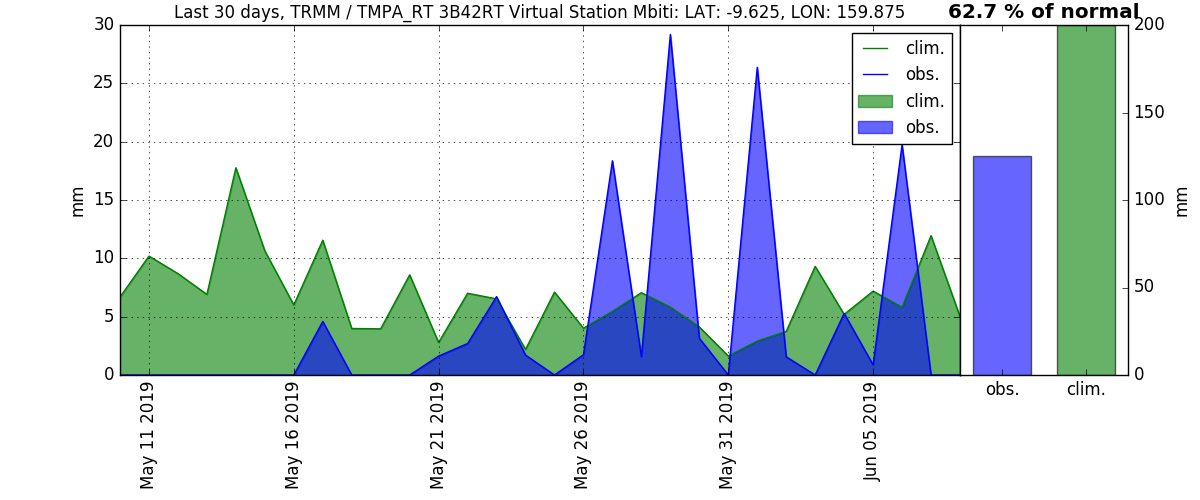 Last 30 days, TRMM / TMPA_RT 3B42RT Virtual Station Mbiti: LAT: -9.625, LON: 159.875
62.7 % of normal
30
25
20
15
10
5
0
mm
clim.
obs.
clim.
obs.
200
150
100
50
0
mm
obs.
clim.
May 11 2019
May 16 2019
May 21 2019
May 26 2019
May 31 2019
Jun 05 2019